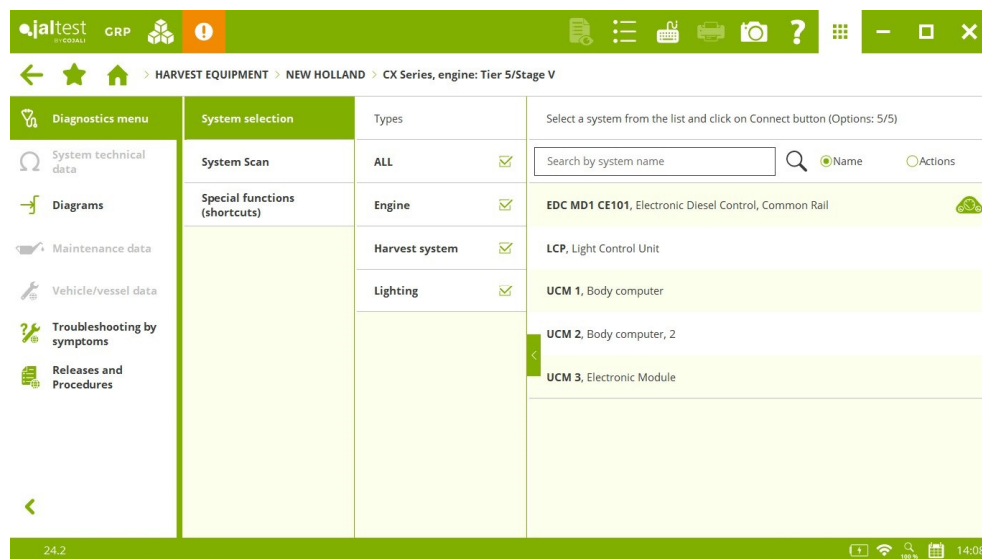 jaltest GRP
BY COJALI
> HARVEST EQUIPMENT > NEW HOLLAND > CX Series, engine: Tier 5/Stage V
Diagnostics menu
System technical
data
Diagrams
Maintenance data
Vehicle/vessel data
Troubleshooting by
symptoms
Releases and
Procedures
System selection
System Scan
Special functions
(shortcuts)
Types
ALL
Engine
Harvest system
Lighting
Select a system from the list and click on Connect button (Options: 5/5)
Search by system name
Name
Actions
EDC MD1 CE101, Electronic Diesel Control, Common Rail
LCP, Light Control Unit
UCM 1, Body computer
UCM 2, Body computer, 2
UCM 3, Electronic Module
24.2
100 %
14:08